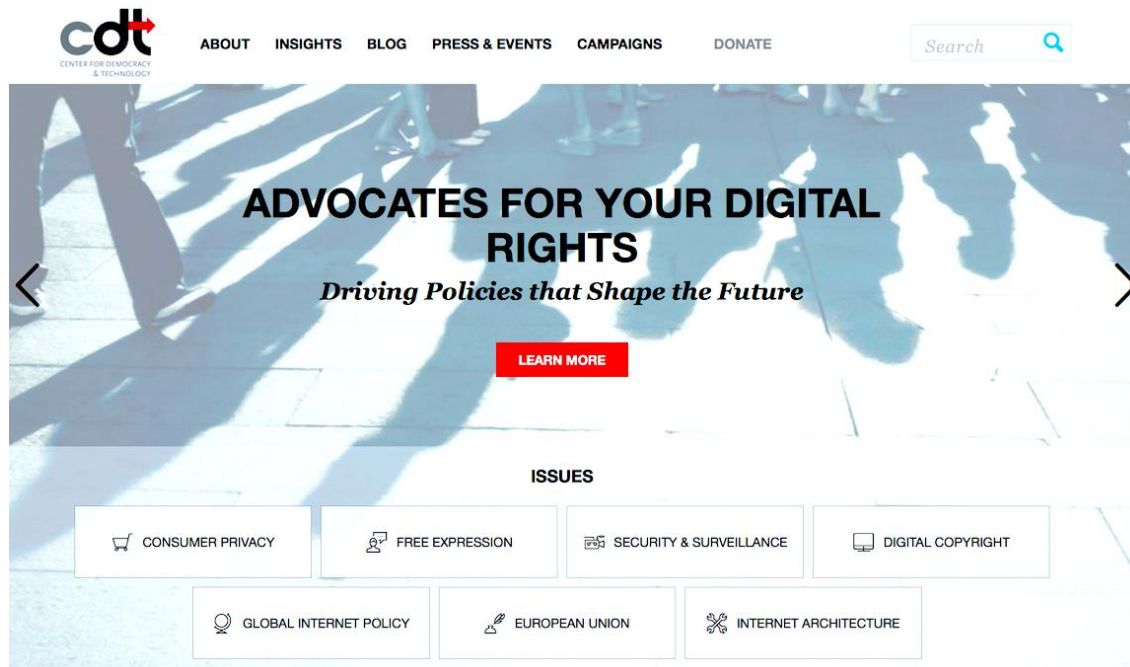 cdt
CENTER FOR DEMOCRACY
& TECHNOLOGY
ABOUT INSIGHTS BLOG PRESS & EVENTS CAMPAIGNS DONATE Search
ADVOCATES FOR YOUR DIGITAL
RIGHTS
Driving Policies that Shape the Future
LEARN MORE
ISSUES
CONSUMER PRIVACY FREE EXPRESSION SECURITY & SURVEILLANCE DIGITAL COPYRIGHT
GLOBAL INTERNET POLICY EUROPEAN UNION INTERNET ARCHITECTURE